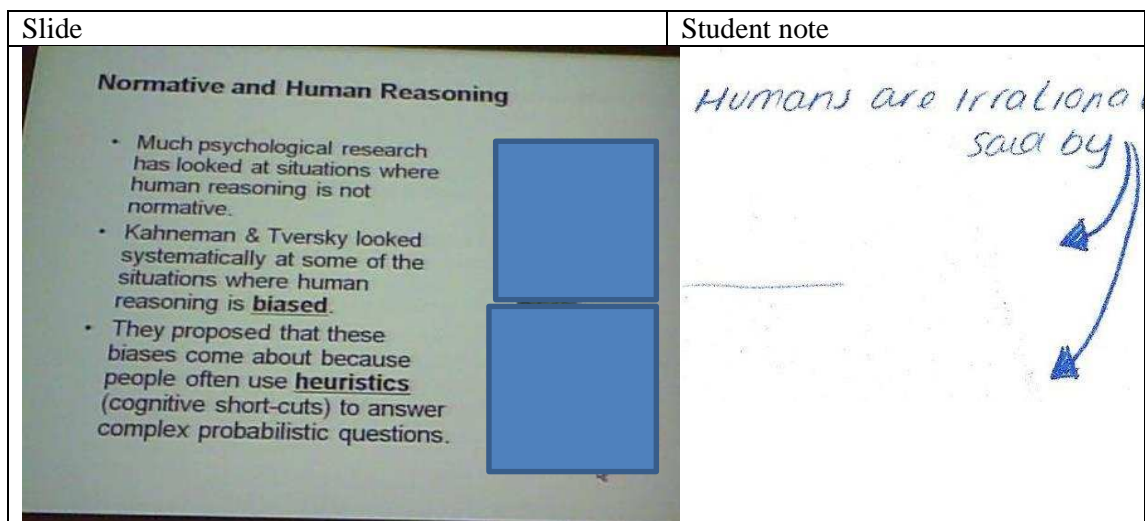 Slide
Student note
Normative and Human Reasoning
• Much psychological research
has looked at situations where
human reasoning is not
normative.
• Kahneman & Tversky looked
systematically at some of the
situations where human
reasoning is biased.
• They proposed that these
biases come about because
people often use heuristics
(cognitive short-cuts) to answer
complex probabilistic questions.
Humans are irrational
said by